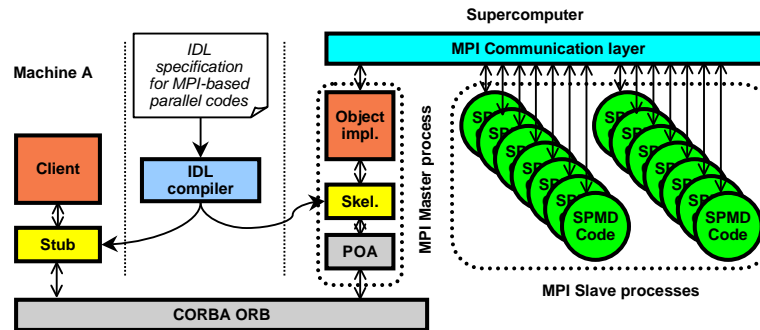 Supercomputer
MPI Communication layer
Machine A
IDL
specification
for MPI-based
parallel codes
Client
Stub
IDL
compiler
Object
impl.
Skel.
POA
MPI Master process
SPMD
Code
SPMD
Code
MPI Slave processes
CORBA ORB